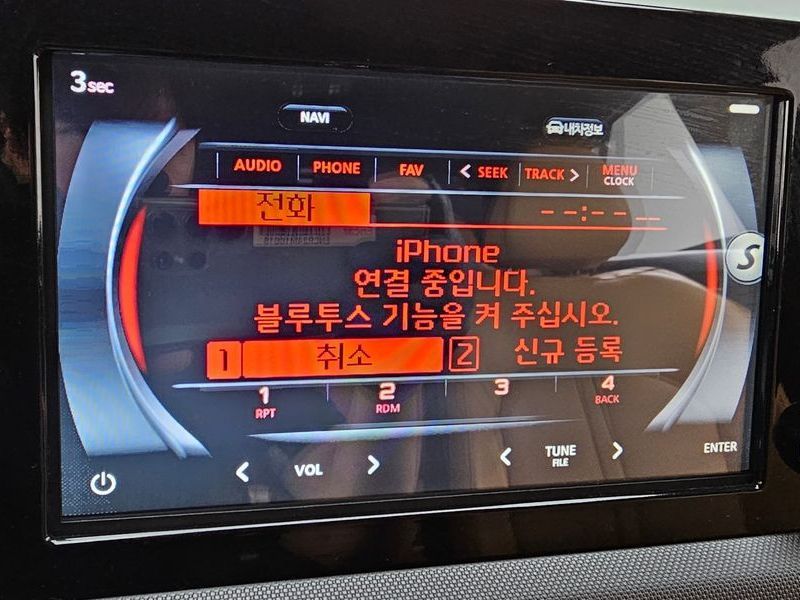 3sec
NAVI
내차정보
AUDIO PHONE FAV < SEEK TRACK > MENU
CLOCK
전화 --:-- --
S
iPhone
연결 중입니다.
블루투스 기능을 켜 주십시오.
1 취소 2 신규 등록
1 2 3 4
RPT RDM BACK
< VOL > < TUNE > ENTER
FILE